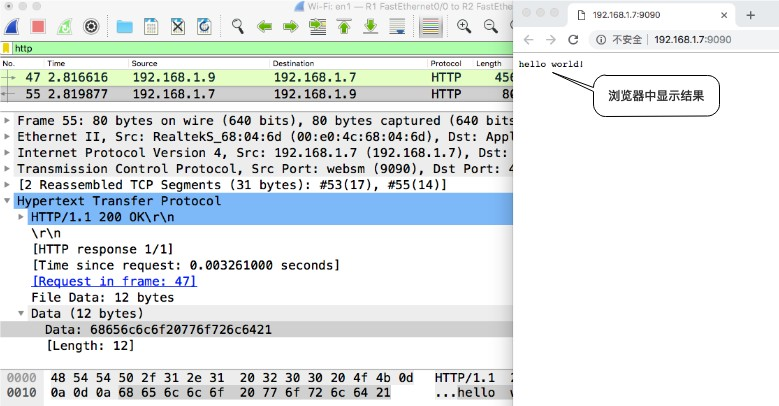 Wi-Fi: en1 — R1 FastEthernet0/0 to R2 FastEthern
http
No. Time Source Destination Protocol Length
47 2.816616 192.168.1.9 192.168.1.7 HTTP 456
55 2.819877 192.168.1.7 192.168.1.9 HTTP 80
Frame 55: 80 bytes on wire (640 bits), 80 bytes captured (640 bits)
Ethernet II, Src: RealtekS_68:04:6d (00:e0:4c:68:04:6d), Dst: Appl
Internet Protocol Version 4, Src: 192.168.1.7 (192.168.1.7), Dst:
Transmission Control Protocol, Src Port: websm (9090), Dst Port: 4
[2 Reassembled TCP Segments (31 bytes): #53(17), #55(14)]
Hypertext Transfer Protocol
HTTP/1.1 200 OK\r\n
\r\n
[HTTP response 1/1]
[Time since request: 0.003261000 seconds]
[Request in frame: 47]
File Data: 12 bytes
Data (12 bytes)
Data: 68656c6c6f20776f726c6421
[Length: 12]
0000 48 54 54 50 2f 31 2e 31 20 32 30 30 20 4f 4b 0d HTTP/1.1 2
0010 0a 0d 0a 68 65 6c 6c 6f 20 77 6f 72 6c 64 21 ...hello w
192.168.1.7:9090
不安全 192.168.1.7:9090
hello world!
浏览器中显示结果